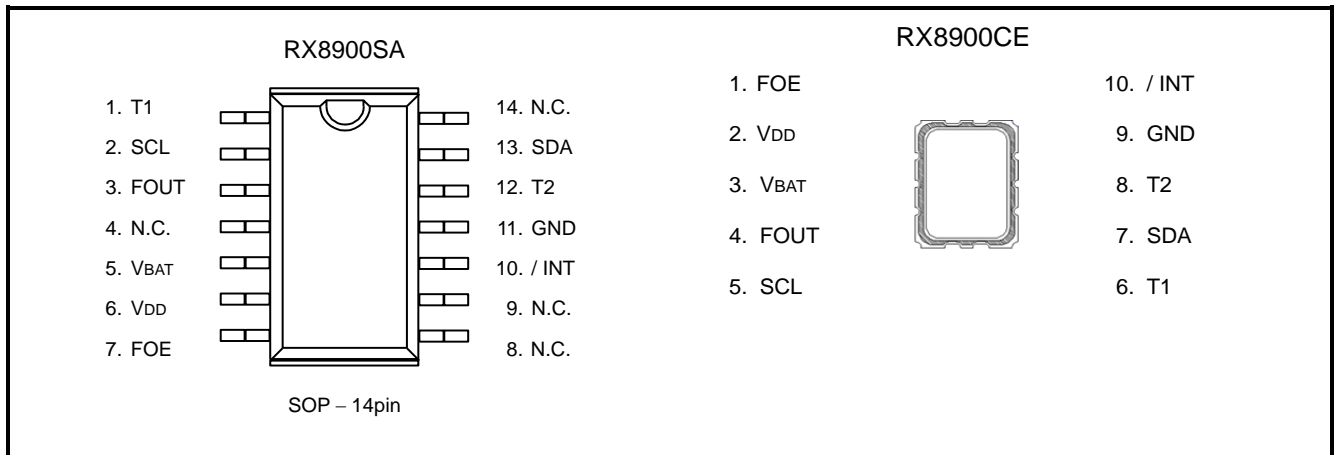 RX8900SA
1. T1
2. SCL
3. FOUT
4. N.C.
5. VBAT
6. VDD
7. FOE
14. N.C.
13. SDA
12. T2
11. GND
10. / INT
9. N.C.
8. N.C.
SOP – 14pin
RX8900CE
1. FOE
2. VDD
3. VBAT
4. FOUT
5. SCL
10. / INT
9. GND
8. T2
7. SDA
6. T1